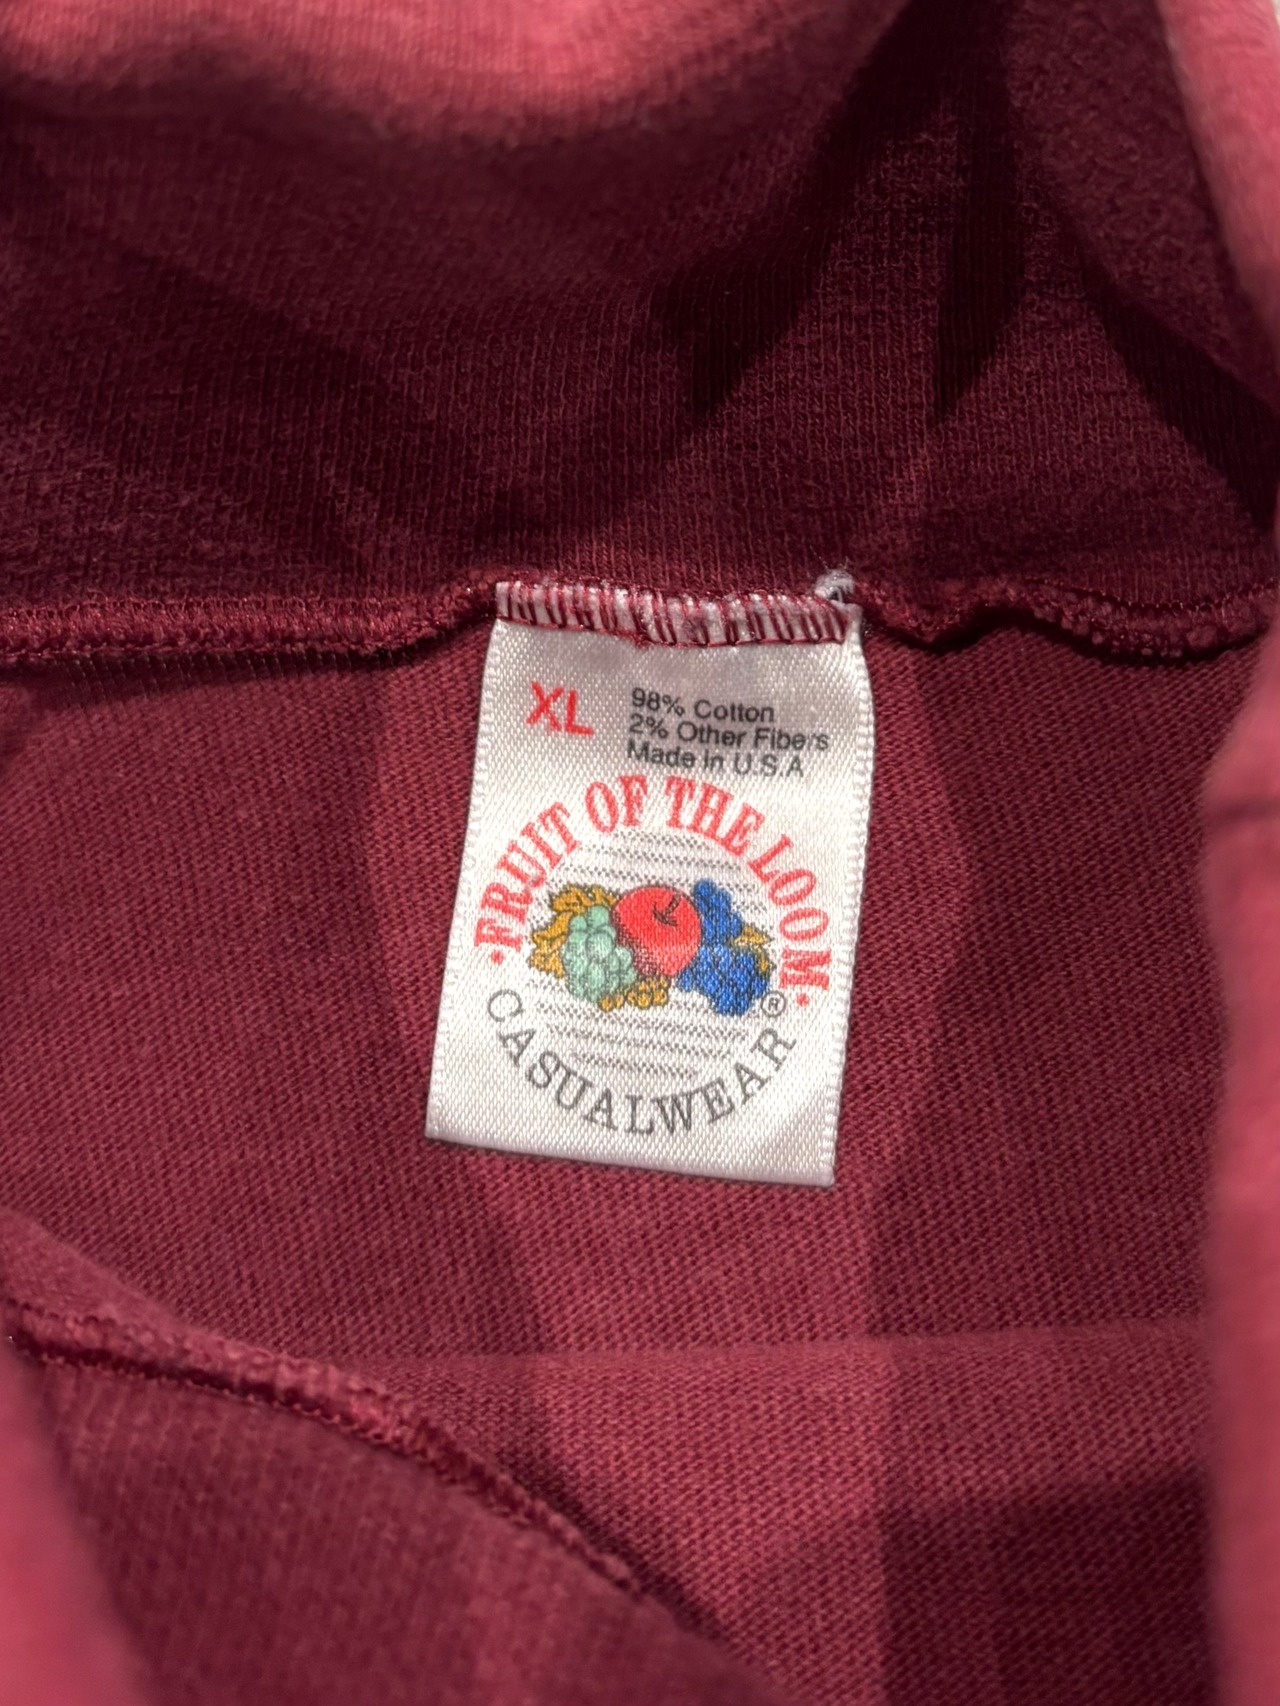 XL
98% Cotton
2% Other Fibers
Made in U.S.A
·FRUIT OF THE LOOM·
®
CASUALWEAR